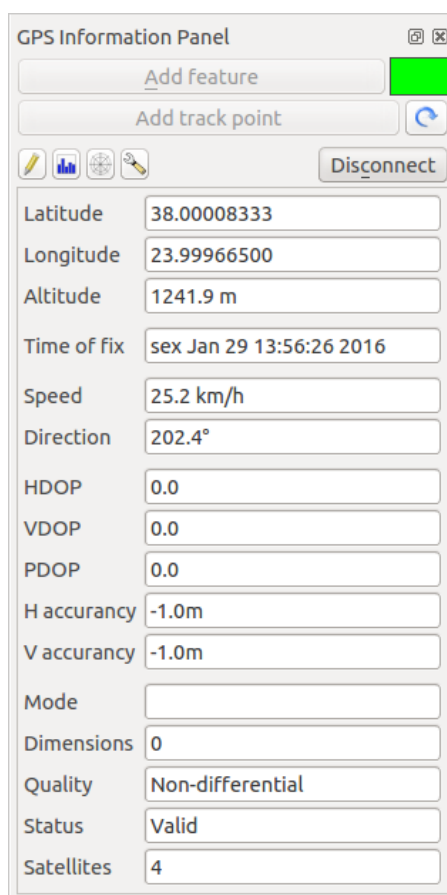 GPS Information Panel
Add feature
Add track point
Disconnect
Latitude 38.00008333
Longitude 23.99966500
Altitude 1241.9 m
Time of fix sex Jan 29 13:56:26 2016
Speed 25.2 km/h
Direction 202.4°
HDOP 0.0
VDOP 0.0
PDOP 0.0
H accurancy -1.0m
V accurancy -1.0m
Mode
Dimensions 0
Quality Non-differential
Status Valid
Satellites 4